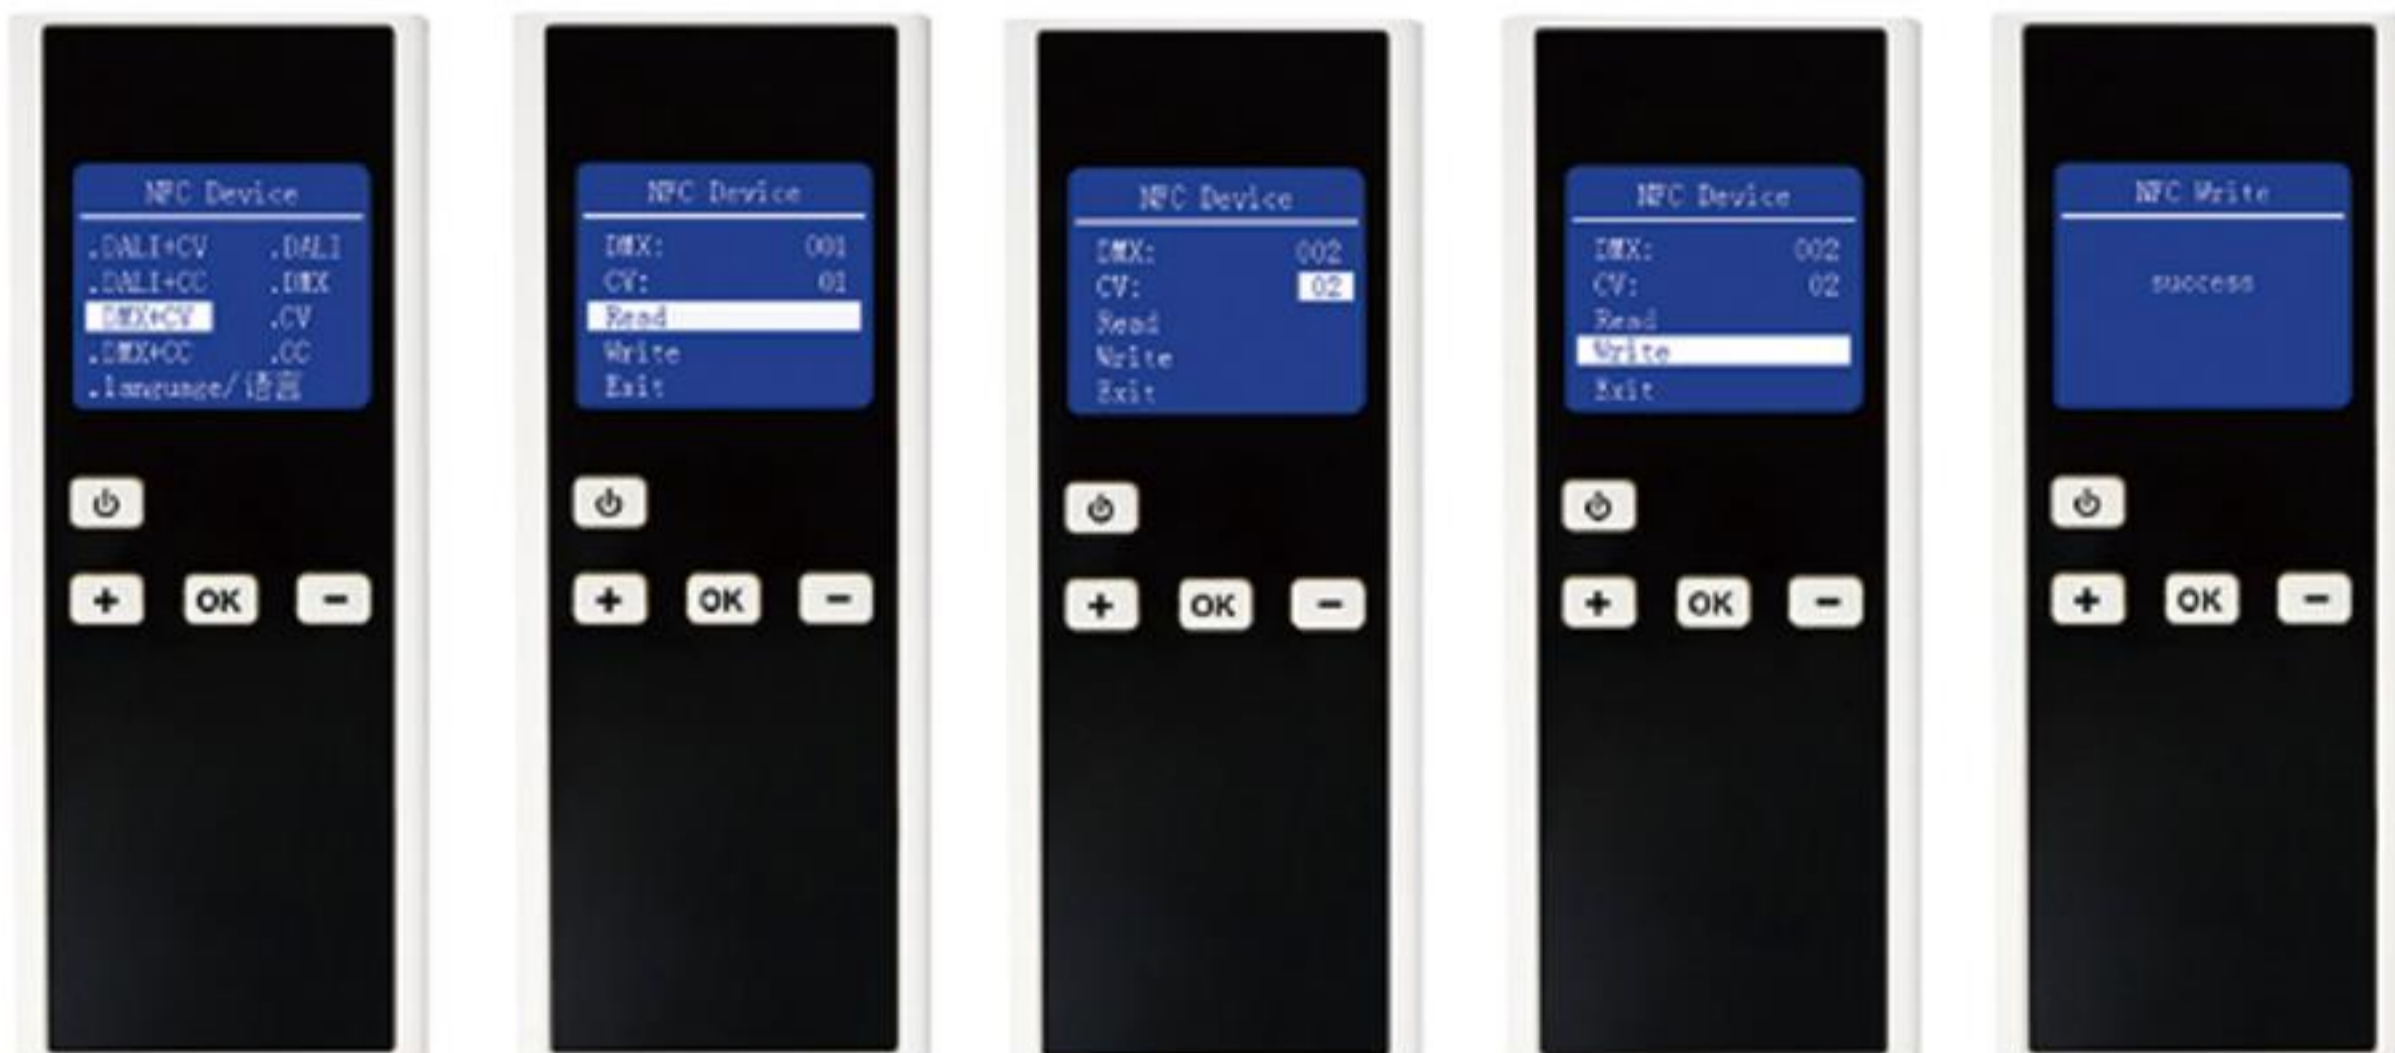 NFC Device
.DALI+CV .DALI
.DALI+CC .DMX
DMX+CV .CV
.DMX+CC .CC
.language/语言
+ OK -
NFC Device
DMX: 001
CV: 01
Read
Write
Exit
+ OK -
NFC Device
DMX: 002
CV: 02
Read
Write
Exit
+ OK -
NFC Device
DMX: 002
CV: 02
Read
Write
Exit
+ OK -
NFC Write
success
+ OK -